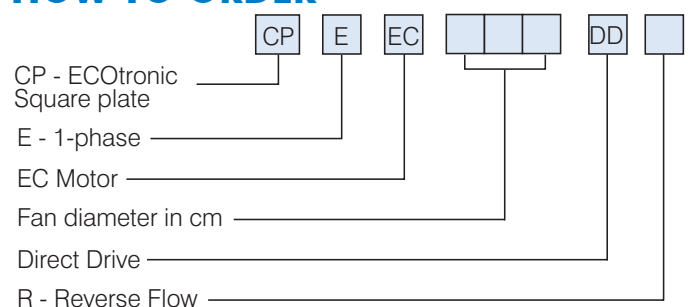 HOW TO ORDER
CP E EC DD
CP - ECOtronic
Square plate
E - 1-phase
EC Motor
Fan diameter in cm
Direct Drive
R - Reverse Flow